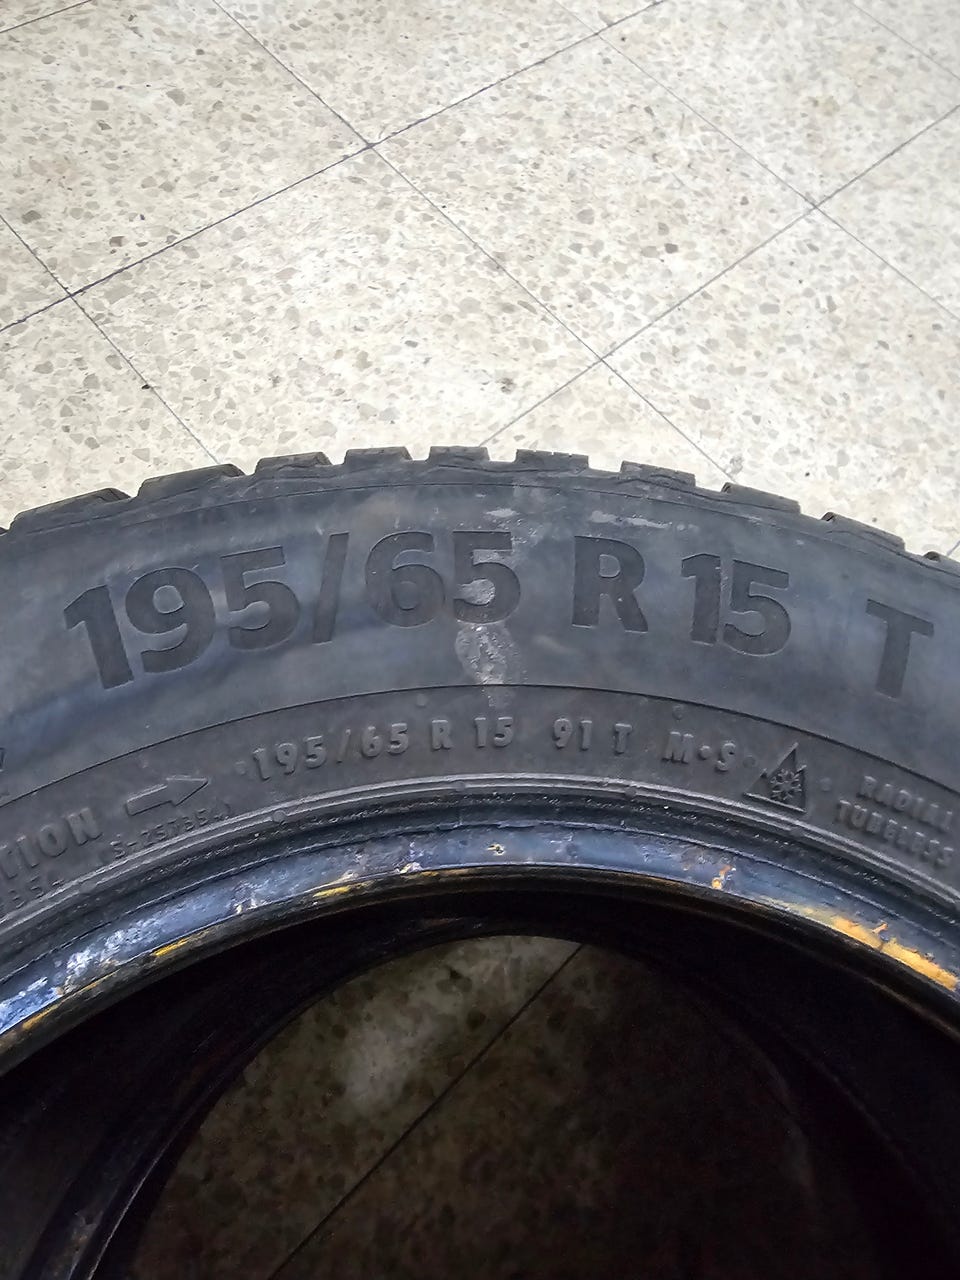 195/65 R 15 T
195/65 R 15 91 T M·S
RADIAL
TUBELESS